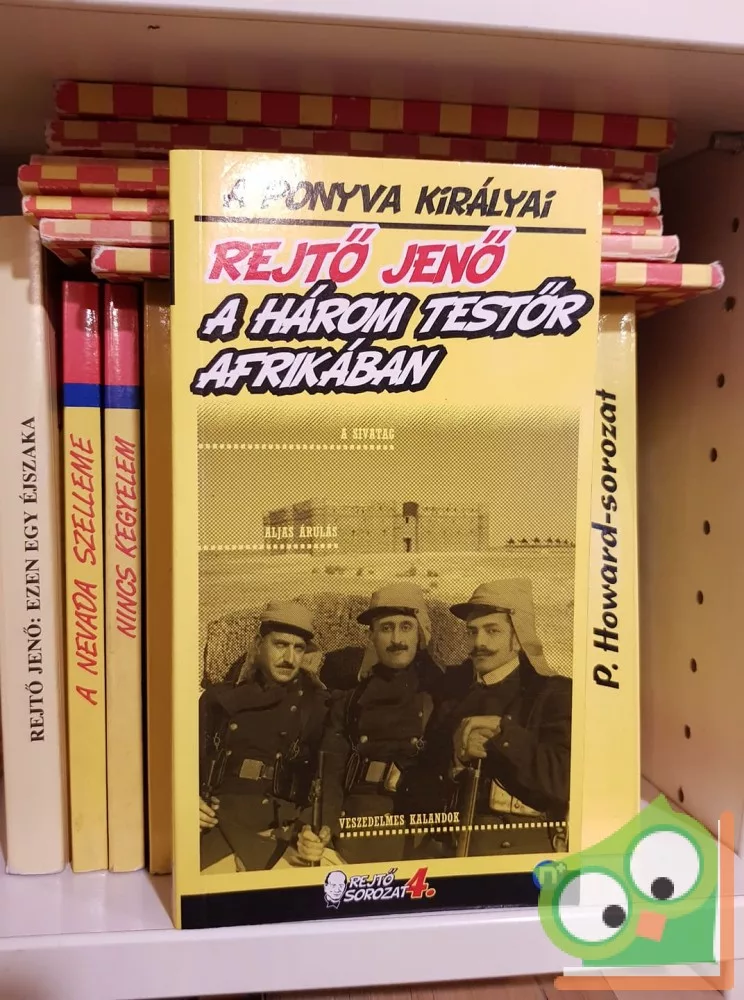 A PONYVA KIRÁLYAI
REJTŐ JENŐ
A HÁROM TESTŐR
AFRIKÁBAN
A SIVATAG
ALJAS ÁRULÁS
VESZEDELMES KALANDOK
REJTŐ
SOROZAT 4.
REJTŐ JENŐ: EZEN EGY ÉJSZAKA
A NEVADA SZELLEME
NINCS KEGYELEM
P. Howard-sorozat